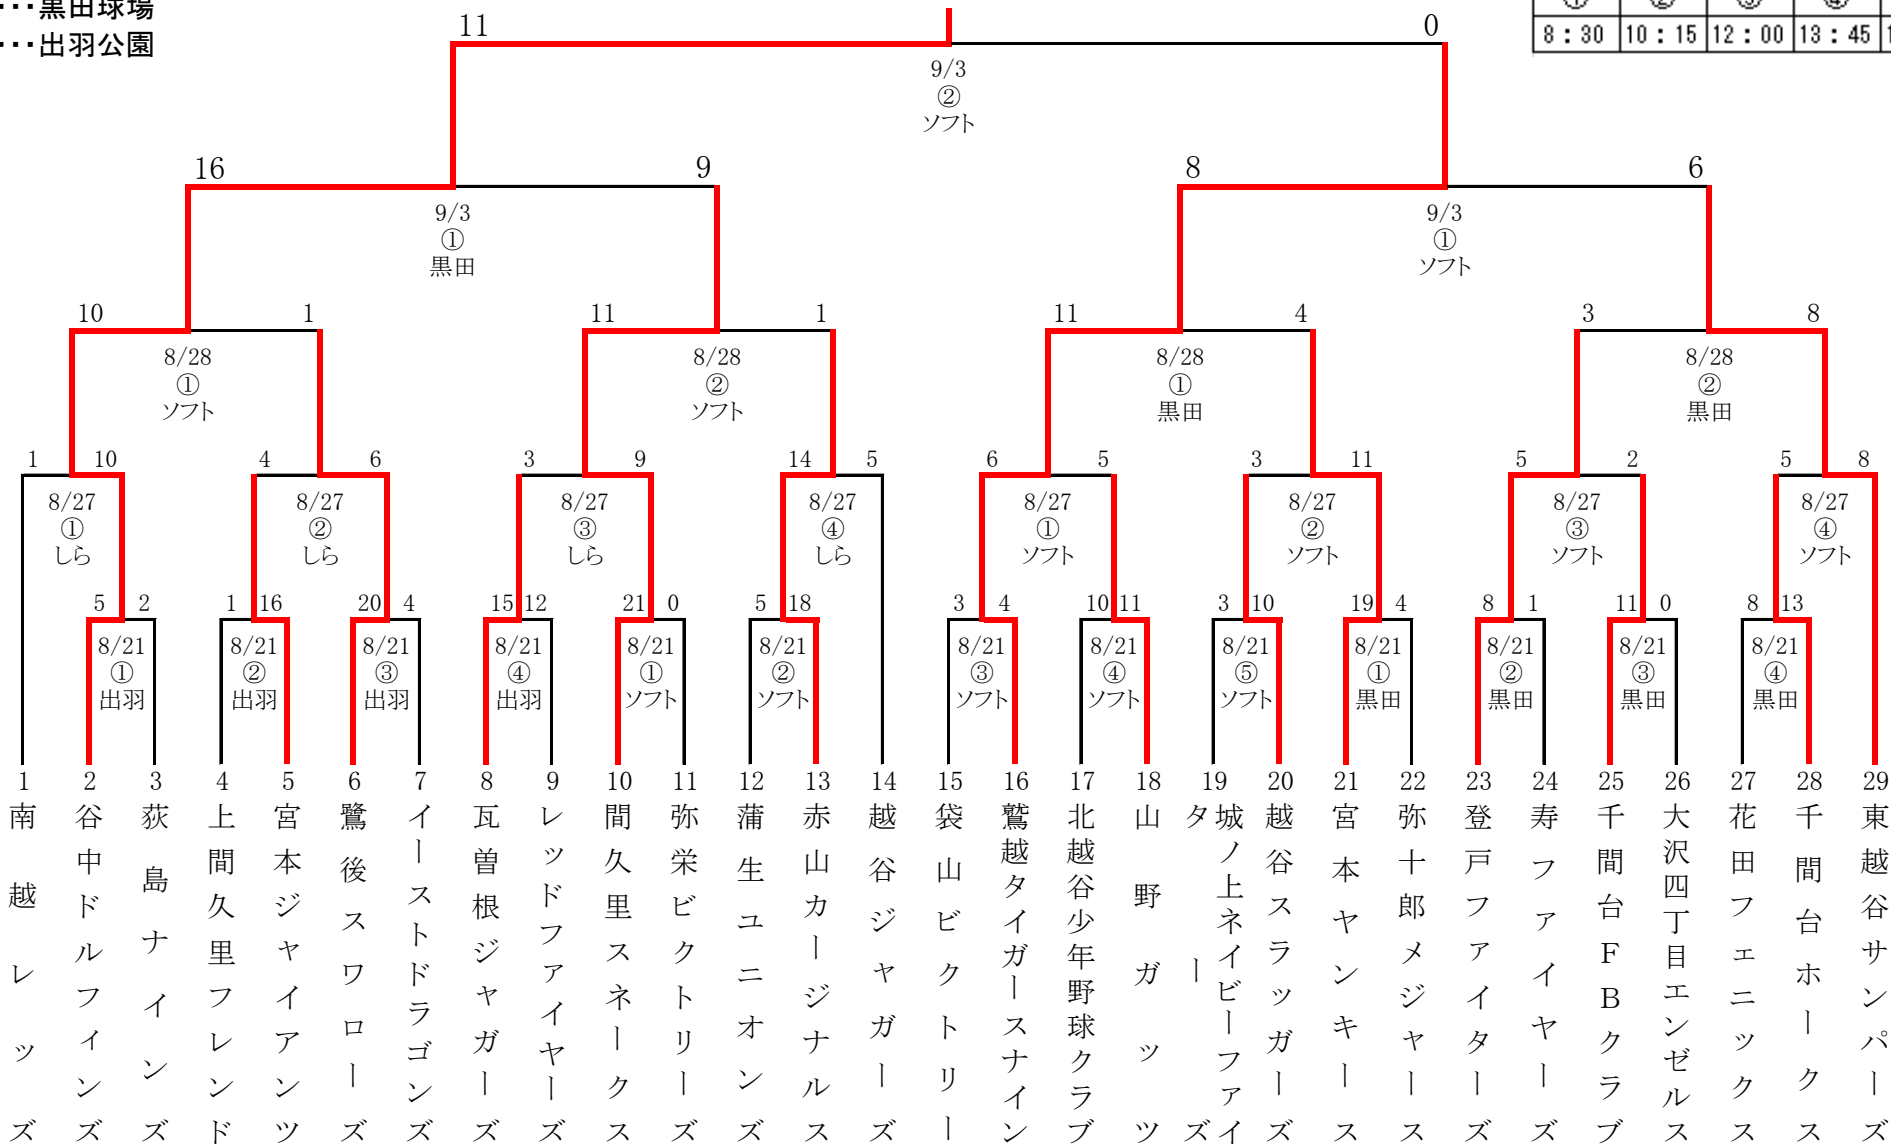 ・・・黒田球場
・・・出羽公園
① ② ③ ④
8：30 10：15 12：00 13：45
11 0
9/3
②
ソフト
16 9 8 6
9/3 9/3
① ①
黒田 ソフト
10 1 11 1 11 4 3 8
8/28 8/28 8/28 8/28
① ② ① ②
ソフト ソフト 黒田 黒田
1 10 4 6 3 9 14 5 6 5 3 11 5 2 5 8
8/27 8/27 8/27 8/27 8/27 8/27 8/27 8/27
① ② ③ ④ ① ② ③ ④
しら しら しら しら ソフト ソフト ソフト ソフト
5 2 1 16 20 4 15 12 21 0 5 18 3 4 10 11 3 10 19 4 8 1 11 0 8 13
8/21 8/21 8/21 8/21 8/21 8/21 8/21 8/21 8/21 8/21 8/21 8/21 8/21
① ② ③ ④ ① ② ③ ④ ⑤ ① ② ③ ④
出羽 出羽 出羽 出羽 ソフト ソフト ソフト ソフト ソフト 黒田 黒田 黒田 黒田
1 2 3 4 5 6 7 8 9 10 11 12 13 14 15 16 17 18 19 20 21 22 23 24 25 26 27 28 29
南越レッズ
谷中ドルフィンズ
荻島ナインズ
上間久里フレンド
宮本ジャイアンツ
鷺後スワローズ
イーストドラゴンズ
瓦曽根ジャガーズ
レッドファイヤーズ
間久里スネークス
弥栄ビクトリーズ
蒲生ユニオンズ
赤山カージナルス
越谷ジャガーズ
袋山ビクトリー
鷲越タイガースナイン
北越谷少年野球クラブ
山野ガッツ
城ノ上ネイビーファイ
ターズ
越谷スラッガーズ
宮本ヤンキース
弥十郎メジャース
登戸ファイターズ
寿ファイヤーズ
千間台FBクラブ
大沢四丁目エンゼルス
花田フェニックス
千間台ホークス
東越谷サンパーズ